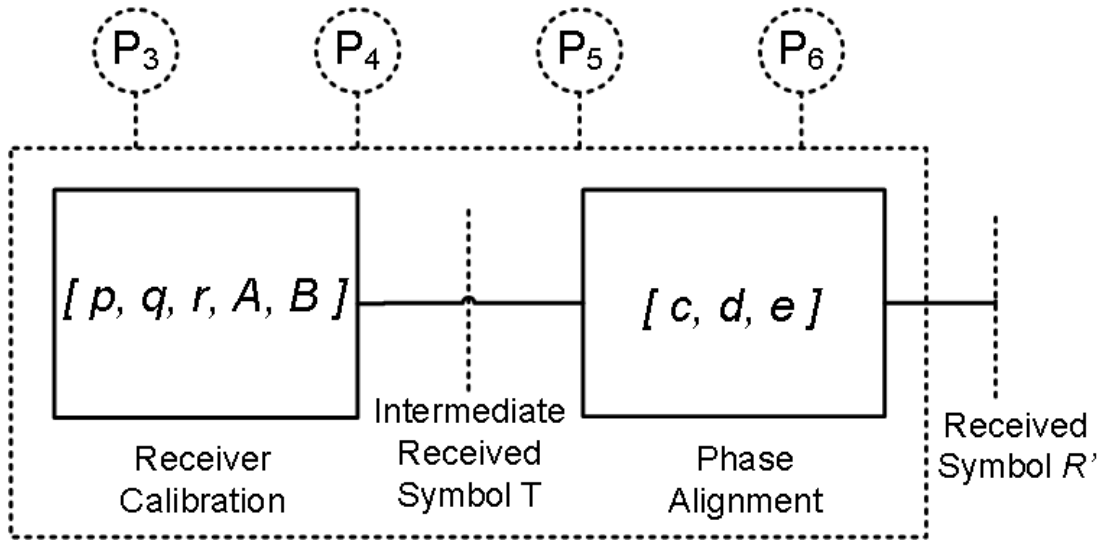 P3
P4
P5
P6
[ p, q, r, A, B ]
[ c, d, e ]
Receiver
Calibration
Intermediate
Received
Symbol T
Phase
Alignment
Received
Symbol R’